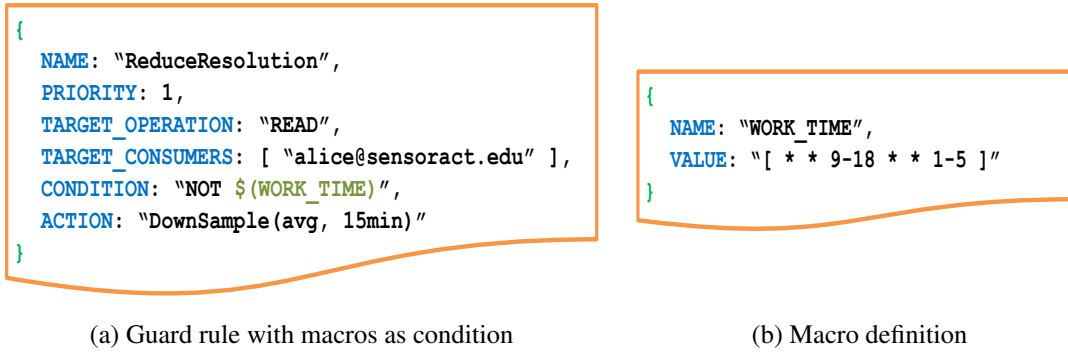 {
NAME: “ReduceResolution”,
PRIORITY: 1,
TARGET_OPERATION: “READ”,
TARGET_CONSUMERS: [ “alice@sensoract.edu” ],
CONDITION: “NOT $(WORK_TIME)”,
ACTION: “DownSample(avg, 15min)”
}
(a) Guard rule with macros as condition
{
NAME: “WORK_TIME”,
VALUE: “[ * * 9-18 * * 1-5 ]”
}
(b) Macro definition